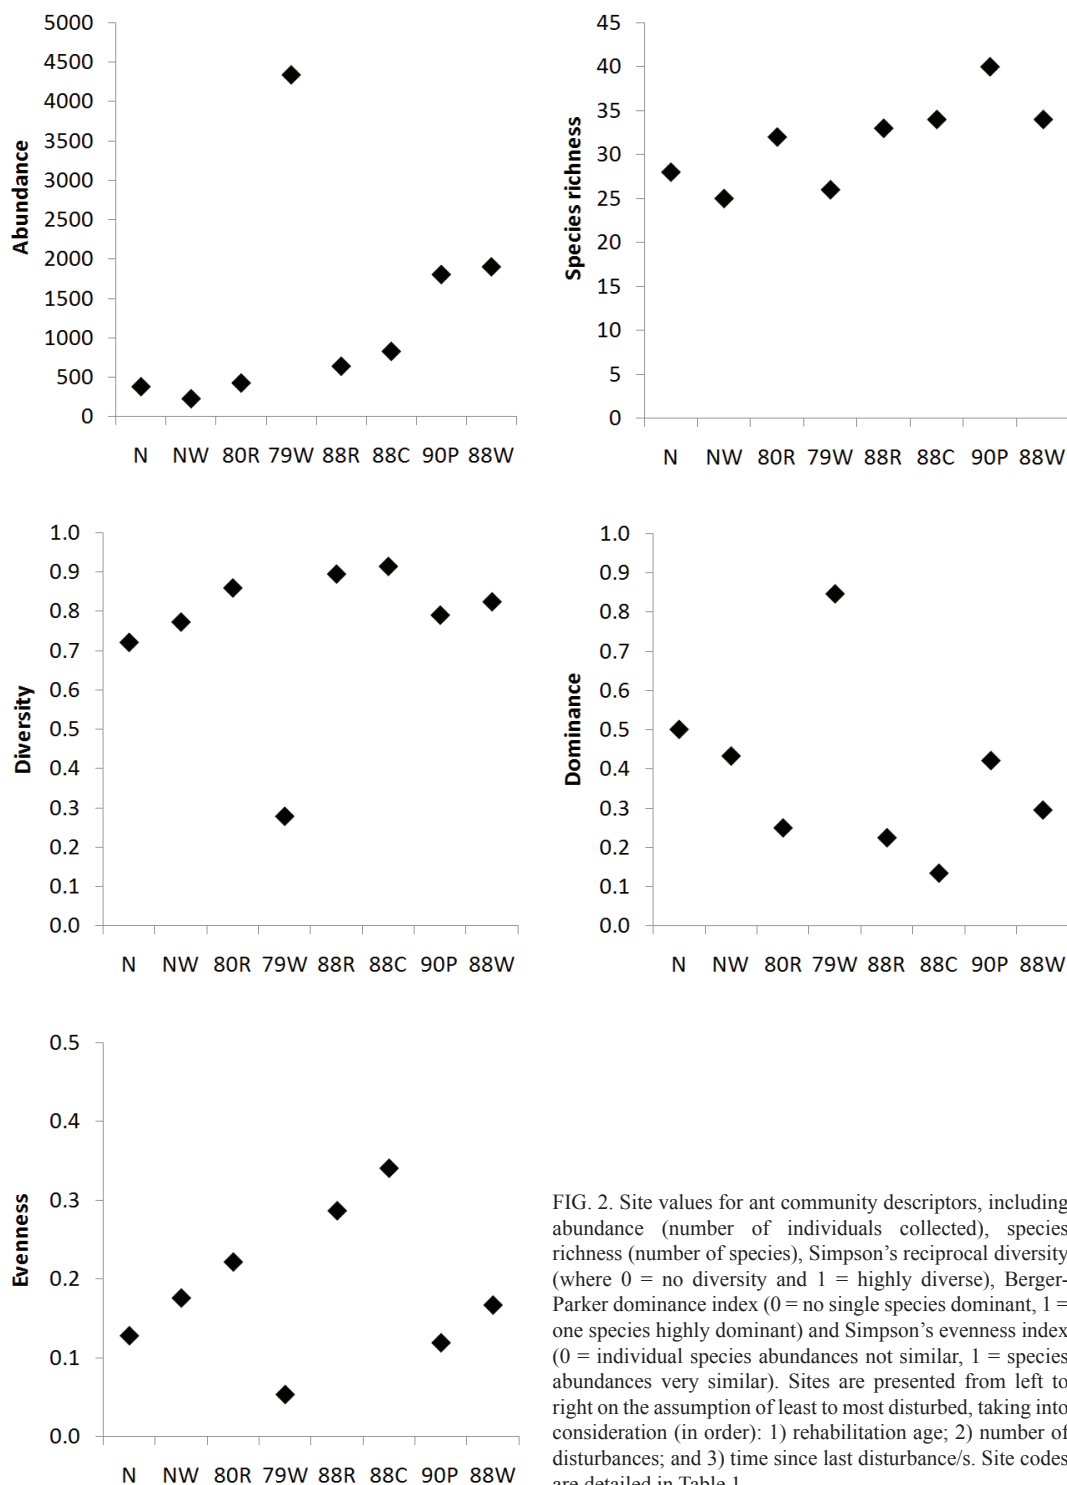 5000
4500
4000
3500
3000
2500
2000
1500
1000
500
0
Abundance
N NW 80R 79W 88R 88C 90P 88W
45
40
35
30
25
20
15
10
5
0
Species richness
N NW 80R 79W 88R 88C 90P 88W
1.0
0.9
0.8
0.7
0.6
0.5
0.4
0.3
0.2
0.1
0.0
Diversity
N NW 80R 79W 88R 88C 90P 88W
1.0
0.9
0.8
0.7
0.6
0.5
0.4
0.3
0.2
0.1
0.0
Dominance
N NW 80R 79W 88R 88C 90P 88W
0.5
0.4
0.3
0.2
0.1
0.0
Evenness
N NW 80R 79W 88R 88C 90P 88W
FIG. 2. Site values for ant community descriptors, including
abundance (number of individuals collected), species
richness (number of species), Simpson's reciprocal diversity
(where 0 = no diversity and 1 = highly diverse), Berger-
Parker dominance index (0 = no single species dominant, 1 =
one species highly dominant) and Simpson's evenness index
(0 = individual species abundances not similar, 1 = species
abundances very similar). Sites are presented from left to
right on the assumption of least to most disturbed, taking into
consideration (in order): 1) rehabilitation age; 2) number of
disturbances; and 3) time since last disturbance/s. Site codes
are detailed in Table 1